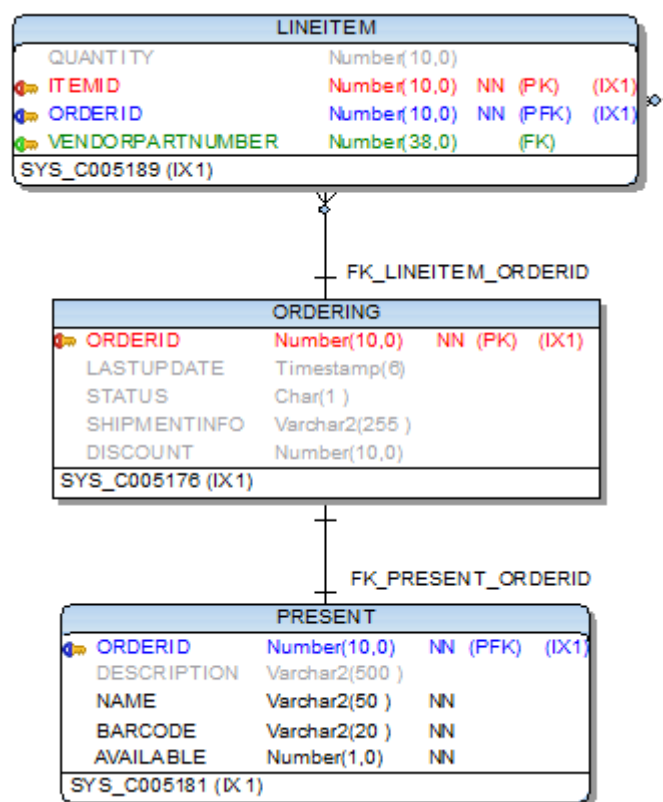 LINEITEM
QUANTITY Number(10,0)
ITEMID Number(10,0) NN (PK) (IX1)
ORDERID Number(10,0) NN (PFK) (IX1)
VENDORPARTNUMBER Number(38,0) (FK)
SYS_C005189 (IX1)
FK_LINEITEM_ORDERID
ORDERING
ORDERID Number(10,0) NN (PK) (IX1)
LASTUPDATE Timestamp(6)
STATUS Char(1 )
SHIPMENTINFO Varchar2(255 )
DISCOUNT Number(10,0)
SYS_C005176 (IX1)
FK_PRESENT_ORDERID
PRESENT
ORDERID Number(10,0) NN (PFK) (IX1)
DESCRIPTION Varchar2(500 )
NAME Varchar2(50 ) NN
BARCODE Varchar2(20 ) NN
AVAILABLE Number(1,0) NN
SYS_C005181 (IX1)